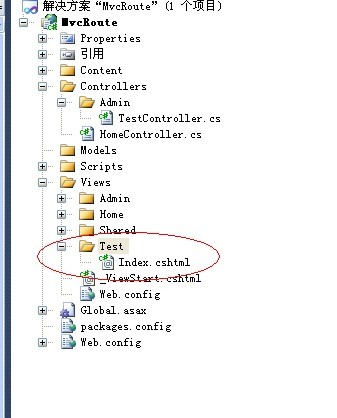 解决方案“MvcRoute”(1 个项目)
MvcRoute
Properties
引用
Content
Controllers
Admin
TestController.cs
HomeController.cs
Models
Scripts
Views
Admin
Home
Shared
Test
Index.cshtml
_ViewStart.cshtml
Web.config
Global.asax
packages.config
Web.config